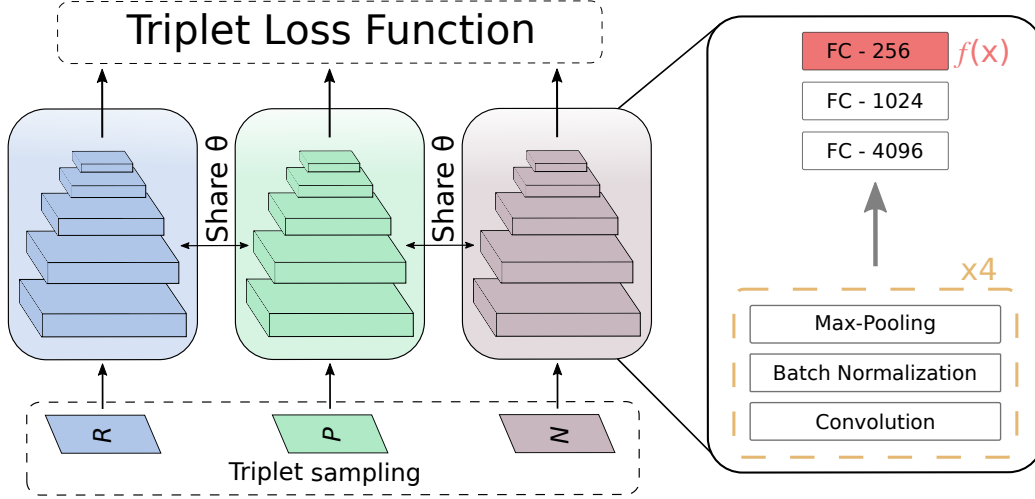 Triplet Loss Function
Share θ
Share θ
R
P
N
Triplet sampling
FC - 256
f(x)
FC - 1024
FC - 4096
x4
Max-Pooling
Batch Normalization
Convolution